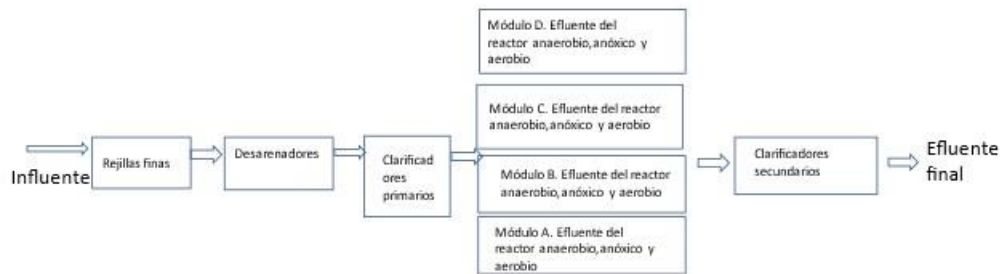 Influente
Rejillas finas
Desarenadores
Clarificad
ores
primarios
Módulo D. Efluente del
reactor anaerobio,anóxico y
aerobio
Módulo C. Efluente del reactor
anaerobio,anóxico y aerobio
Módulo B. Efluente del reactor
anaerobio,anóxico y aerobio
Módulo A. Efluente del
reactor anaerobio,anóxico y
aerobio
Clarificadores
secundarios
Efluente
final